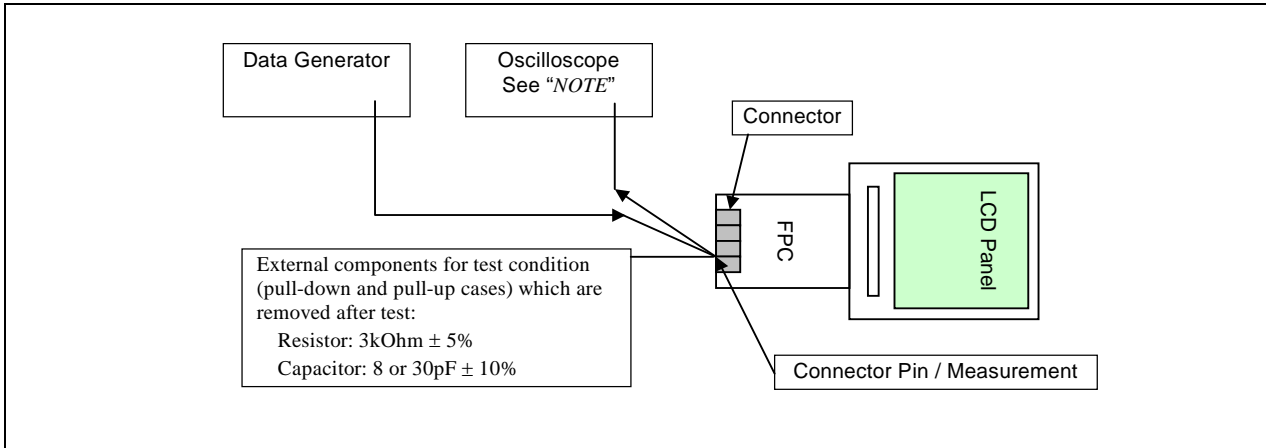 Data Generator
Oscilloscope
See “NOTE”
Connector
FPC
LCD Panel
External components for test condition
(pull-down and pull-up cases) which are
removed after test:
Resistor: 3kOhm ± 5%
Capacitor: 8 or 30pF ± 10%
Connector Pin / Measurement